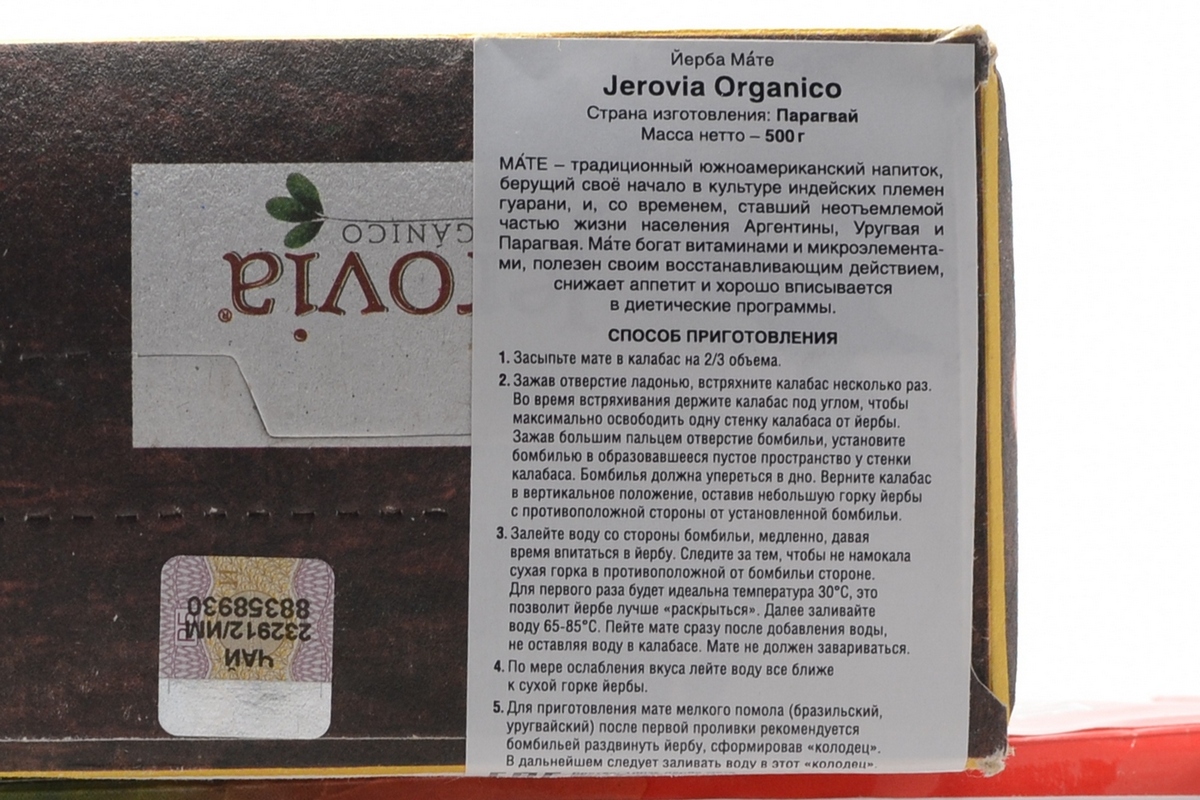 Йерба Ма́те
Jerovia Organico
Страна изготовления: Парагвай
Масса нетто – 500 г
МА́ТЕ – традиционный южноамериканский напиток,
берущий своё начало в культуре индейских племен
гуарани, и, со временем, ставший неотъемлемой
частью жизни населения Аргентины, Уругвая и
Парагвая. Ма́те богат витаминами и микроэлемента-
ми, полезен своим восстанавливающим действием,
снижает аппетит и хорошо вписывается
в диетические программы.
СПОСОБ ПРИГОТОВЛЕНИЯ
1. Засыпьте мате в калабас на 2/3 объема.
2. Зажав отверстие ладонью, встряхните калабас несколько раз.
Во время встряхивания держите калабас под углом, чтобы
максимально освободить одну стенку калабаса от йербы.
Зажав большим пальцем отверстие бомбильи, установите
бомбилью в образовавшееся пустое пространство у стенки
калабаса. Бомбилья должна упереться в дно. Верните калабас
в вертикальное положение, оставив небольшую горку йербы
с противоположной стороны от установленной бомбильи.
3. Залейте воду со стороны бомбильи, медленно, давая
время впитаться в йербу. Следите за тем, чтобы не намокала
сухая горка в противоположной от бомбильи стороне.
Для первого раза будет идеальна температура 30°С, это
позволит йербе лучше «раскрыться». Далее заливайте
воду 65-85°С. Пейте мате сразу после добавления воды,
не оставляя воду в калабасе. Мате не должен завариваться.
4. По мере ослабления вкуса лейте воду все ближе
к сухой горке йербы.
5. Для приготовления мате мелкого помола (бразильский,
уругвайский) после первой проливки рекомендуется
бомбильей раздвинуть йербу, сформировав «колодец».
В дальнейшем следует заливать воду в этот «колодец».
rovia®
GÁNICO
ЧАЙ
232912/ИМ
88358930